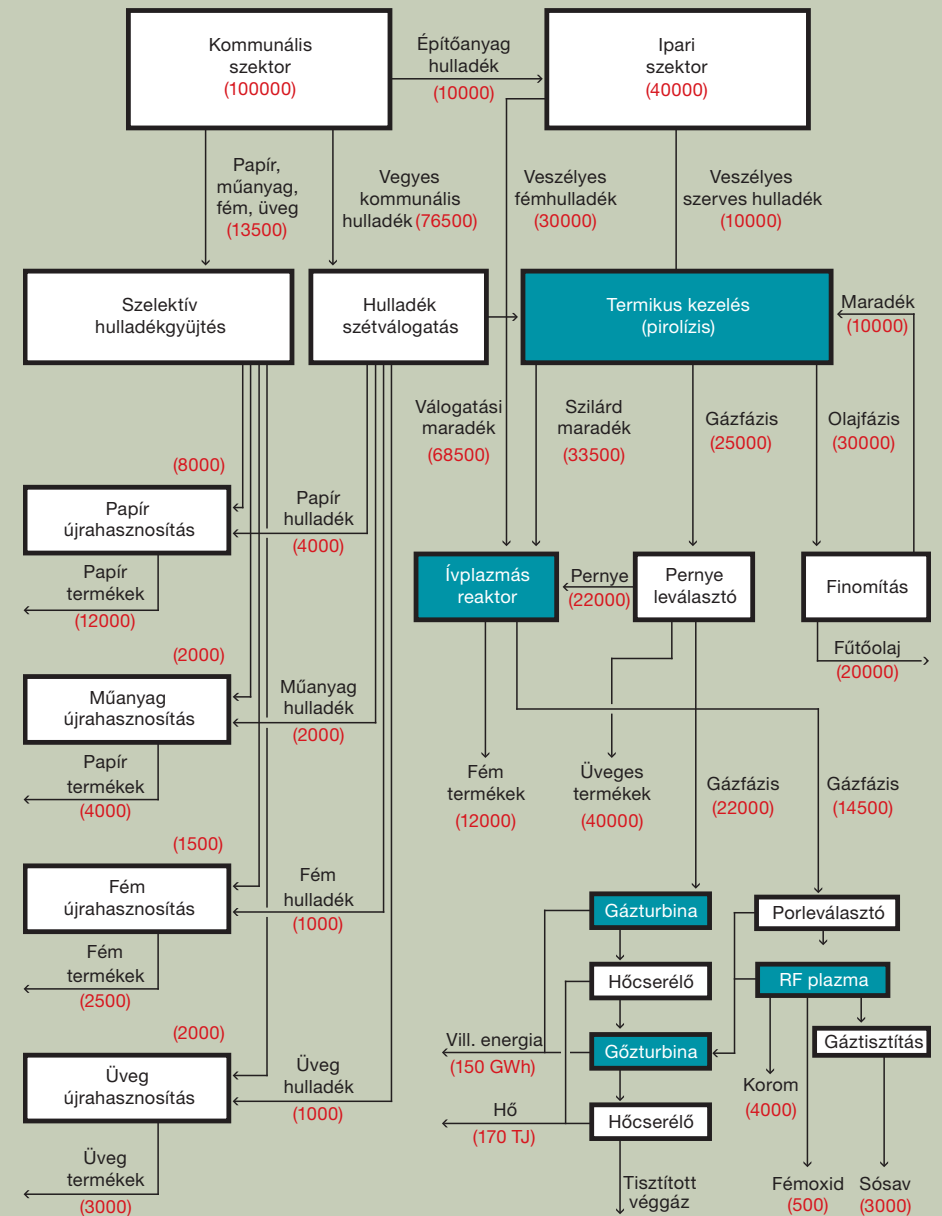 Kommunális
szektor
(100000)
Építőanyag
hulladék
(10000)
Ipari
szektor
(40000)
Papír,
műanyag,
fém, üveg
(13500)
Vegyes
kommunális
hulladék (76500)
Veszélyes
fémhulladék
(30000)
Veszélyes
szerves hulladék
(10000)
Szelektív
hulladékgyüjtés
Hulladék
szétválogatás
Termikus kezelés
(pirolízis)
Maradék
(10000)
Válogatási
maradék
(68500)
Szilárd
maradék
(33500)
Gázfázis
(25000)
Olajfázis
(30000)
(8000)
Papír
újrahasznosítás
Papír
hulladék
(4000)
Papír
termékek
(12000)
Ívplazmás
reaktor
Pernye
(22000)
Pernye
leválasztó
Finomítás
Fűtőolaj
(20000)
(2000)
Műanyag
újrahasznosítás
Műanyag
hulladék
(2000)
Papír
termékek
(4000)
Fém
termékek
(12000)
Üveges
termékek
(40000)
Gázfázis
(22000)
Gázfázis
(14500)
(1500)
Fém
újrahasznosítás
Fém
hulladék
(1000)
Fém
termékek
(2500)
Gázturbina
Porleválasztó
Hőcserélő
RF plazma
Vill. energia
(150 GWh)
Gőzturbina
Gáztisztítás
(2000)
Üveg
újrahasznosítás
Üveg
hulladék
(1000)
Hő
(170 TJ)
Hőcserélő
Korom
(4000)
Üveg
termékek
(3000)
Tisztított
véggáz
Fémoxid
(500)
Sósav
(3000)